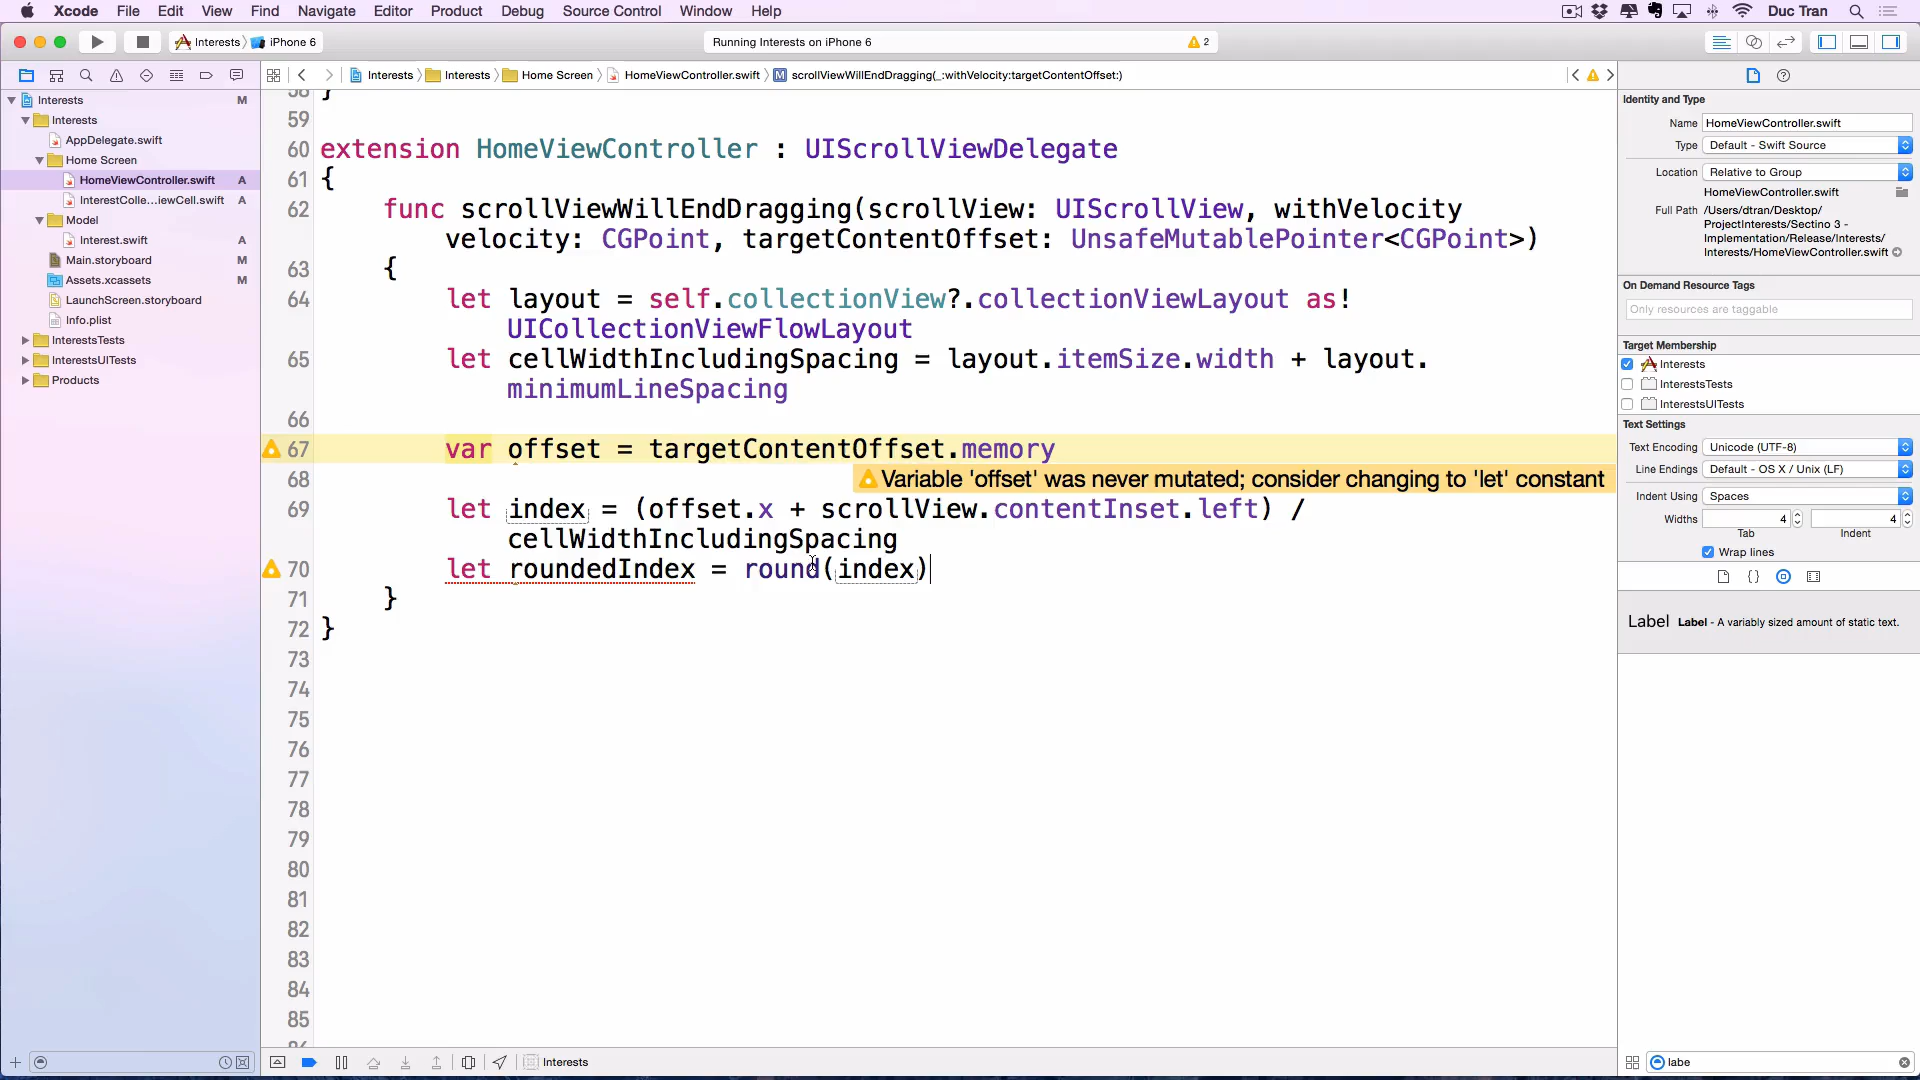 Xcode File Edit View Find Navigate Editor Product Debug Source Control Window Help Duc Tran
Interests iPhone 6 Running Interests on iPhone 6 2
Interests Interests Home Screen HomeViewController.swift M scrollViewWillEndDragging(_:withVelocity:targetContentOffset:)
Interests M
Interests
AppDelegate.swift
Home Screen
HomeViewController.swift A
InterestColle...iewCell.swift A
Model
Interest.swift A
Main.storyboard M
Assets.xcassets M
LaunchScreen.storyboard
Info.plist
InterestsTests
InterestsUITests
Products
58 }
59
60 extension HomeViewController : UIScrollViewDelegate
61 {
62 func scrollViewWillEndDragging(scrollView: UIScrollView, withVelocity
velocity: CGPoint, targetContentOffset: UnsafeMutablePointer<CGPoint>)
63 {
64 let layout = self.collectionView?.collectionViewLayout as!
UICollectionViewFlowLayout
65 let cellWidthIncludingSpacing = layout.itemSize.width + layout.
minimumLineSpacing
66
67 var offset = targetContentOffset.memory
68 Variable 'offset' was never mutated; consider changing to 'let' constant
69 let index = (offset.x + scrollView.contentInset.left) /
cellWidthIncludingSpacing
70 let roundedIndex = round(index)
71 }
72 }
73
74
75
76
77
78
79
80
81
82
83
84
85
Interests
Identity and Type
Name HomeViewController.swift
Type Default - Swift Source
Location Relative to Group
HomeViewController.swift
Full Path /Users/dtran/Desktop/
ProjectInterests/Sectino 3 -
Implementation/Release/Interests/
Interests/HomeViewController.swift
On Demand Resource Tags
Only resources are taggable
Target Membership
Interests
InterestsTests
InterestsUITests
Text Settings
Text Encoding Unicode (UTF-8)
Line Endings Default - OS X / Unix (LF)
Indent Using Spaces
Widths 4 4
Tab Indent
Wrap lines
{ }
Label Label - A variably sized amount of static text.
labe